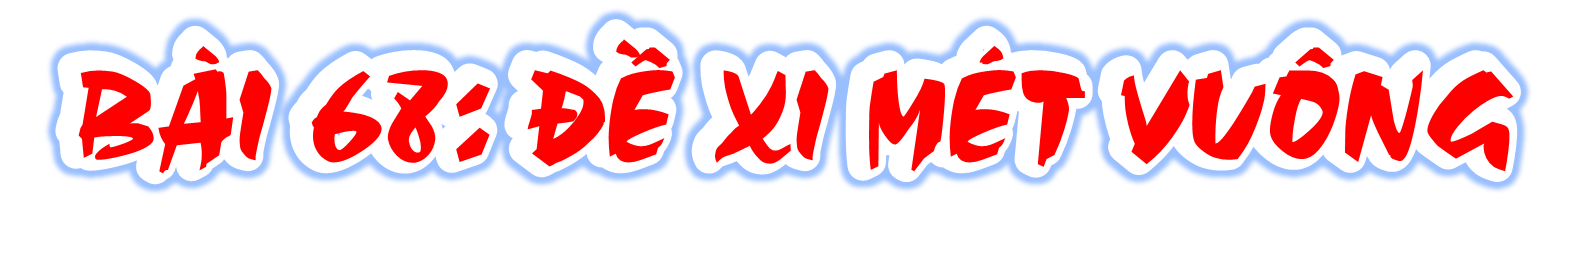 BÀI 68: ĐỀ XI MÉT VUÔNG